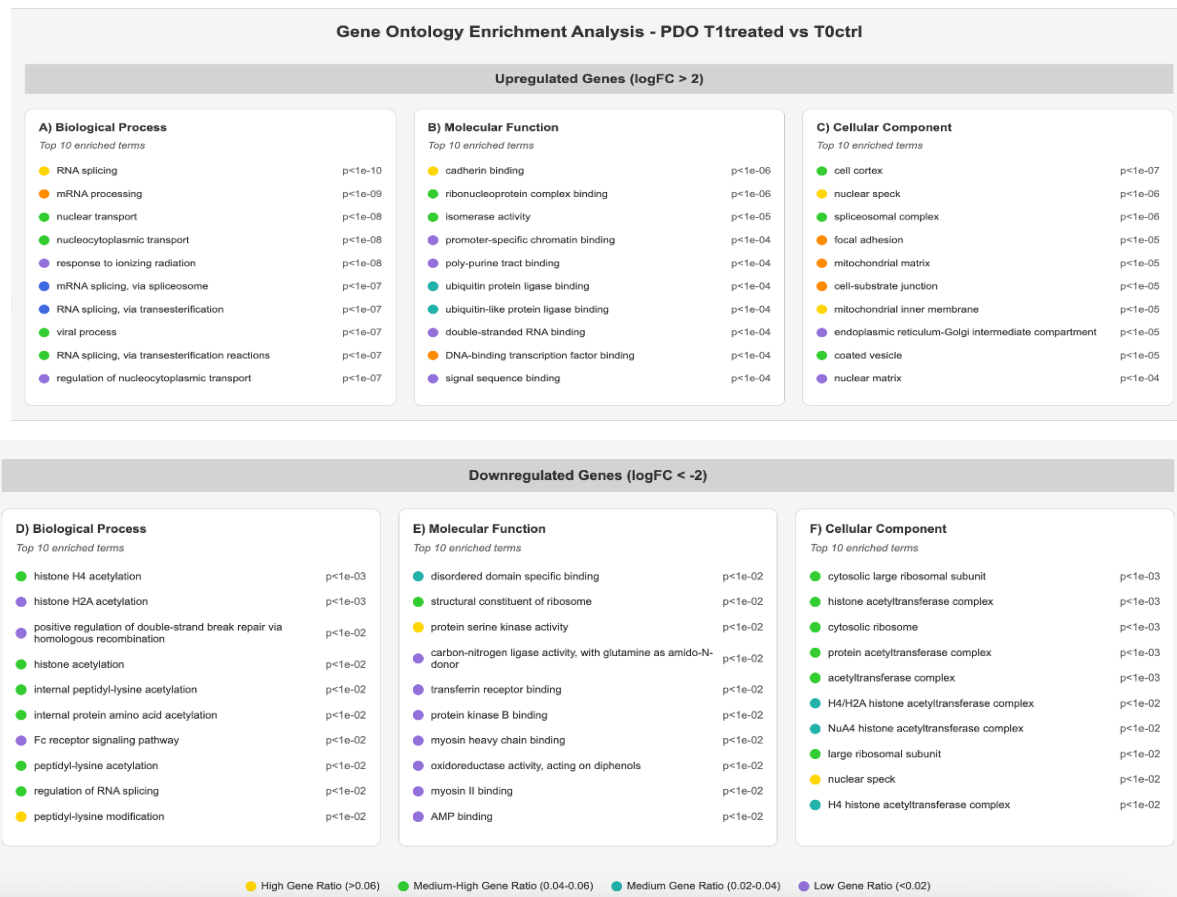 Gene Ontology Enrichment Analysis - PDO T1treated vs T0ctrl
Upregulated Genes (logFC > 2)
A) Biological Process
Top 10 enriched terms
RNA splicing p<1e-10
mRNA processing p<1e-09
nuclear transport p<1e-08
nucleocytoplasmic transport p<1e-08
response to ionizing radiation p<1e-08
mRNA splicing, via spliceosome p<1e-07
RNA splicing, via transesterification p<1e-07
viral process p<1e-07
RNA splicing, via transesterification reactions p<1e-07
regulation of nucleocytoplasmic transport p<1e-07
B) Molecular Function
Top 10 enriched terms
cadherin binding p<1e-06
ribonucleoprotein complex binding p<1e-06
isomerase activity p<1e-05
promoter-specific chromatin binding p<1e-04
poly-purine tract binding p<1e-04
ubiquitin protein ligase binding p<1e-04
ubiquitin-like protein ligase binding p<1e-04
double-stranded RNA binding p<1e-04
DNA-binding transcription factor binding p<1e-04
signal sequence binding p<1e-04
C) Cellular Component
Top 10 enriched terms
cell cortex p<1e-07
nuclear speck p<1e-06
spliceosomal complex p<1e-06
focal adhesion p<1e-05
mitochondrial matrix p<1e-05
cell-substrate junction p<1e-05
mitochondrial inner membrane p<1e-05
endoplasmic reticulum-Golgi intermediate compartment p<1e-05
coated vesicle p<1e-05
nuclear matrix p<1e-04
Downregulated Genes (logFC < -2)
D) Biological Process
Top 10 enriched terms
histone H4 acetylation p<1e-03
histone H2A acetylation p<1e-03
positive regulation of double-strand break repair via
homologous recombination p<1e-02
histone acetylation p<1e-02
internal peptidyl-lysine acetylation p<1e-02
internal protein amino acid acetylation p<1e-02
Fc receptor signaling pathway p<1e-02
peptidyl-lysine acetylation p<1e-02
regulation of RNA splicing p<1e-02
peptidyl-lysine modification p<1e-02
E) Molecular Function
Top 10 enriched terms
disordered domain specific binding p<1e-02
structural constituent of ribosome p<1e-02
protein serine kinase activity p<1e-02
carbon-nitrogen ligase activity, with glutamine as amido-N-
donor p<1e-02
transferrin receptor binding p<1e-02
protein kinase B binding p<1e-02
myosin heavy chain binding p<1e-02
oxidoreductase activity, acting on diphenols p<1e-02
myosin II binding p<1e-02
AMP binding p<1e-02
F) Cellular Component
Top 10 enriched terms
cytosolic large ribosomal subunit p<1e-03
histone acetyltransferase complex p<1e-03
cytosolic ribosome p<1e-03
protein acetyltransferase complex p<1e-03
acetyltransferase complex p<1e-03
H4/H2A histone acetyltransferase complex p<1e-02
NuA4 histone acetyltransferase complex p<1e-02
large ribosomal subunit p<1e-02
nuclear speck p<1e-02
H4 histone acetyltransferase complex p<1e-02
High Gene Ratio (>0.06) Medium-High Gene Ratio (0.04-0.06) Medium Gene Ratio (0.02-0.04) Low Gene Ratio (<0.02)